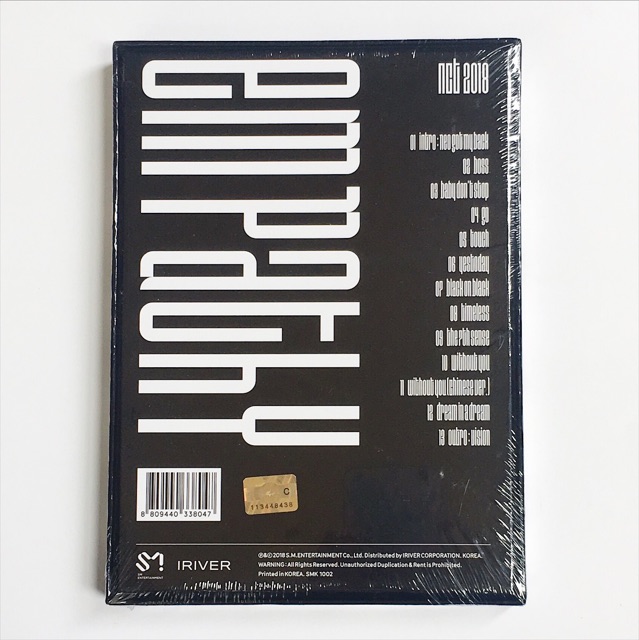 empathy
nct 2018
01 intro : neo got my back
02 boss
03 baby don't stop
04 go
05 touch
06 yestoday
07 black on black
08 timeless
09 the 7th sense
10 without you
11 without you (chinese ver.)
12 dream in a dream
13 outro : vision
8 809440 338047
C
113448438
SM
SM
ENTERTAINMENT
IRIVER
℗&© 2018 S.M.ENTERTAINMENT Co., Ltd. Distributed by IRIVER CORPORATION. KOREA.
WARNING : All Rights Reserved. Unauthorized Duplication & Rent is Prohibited.
Printed in KOREA. SMK 1002